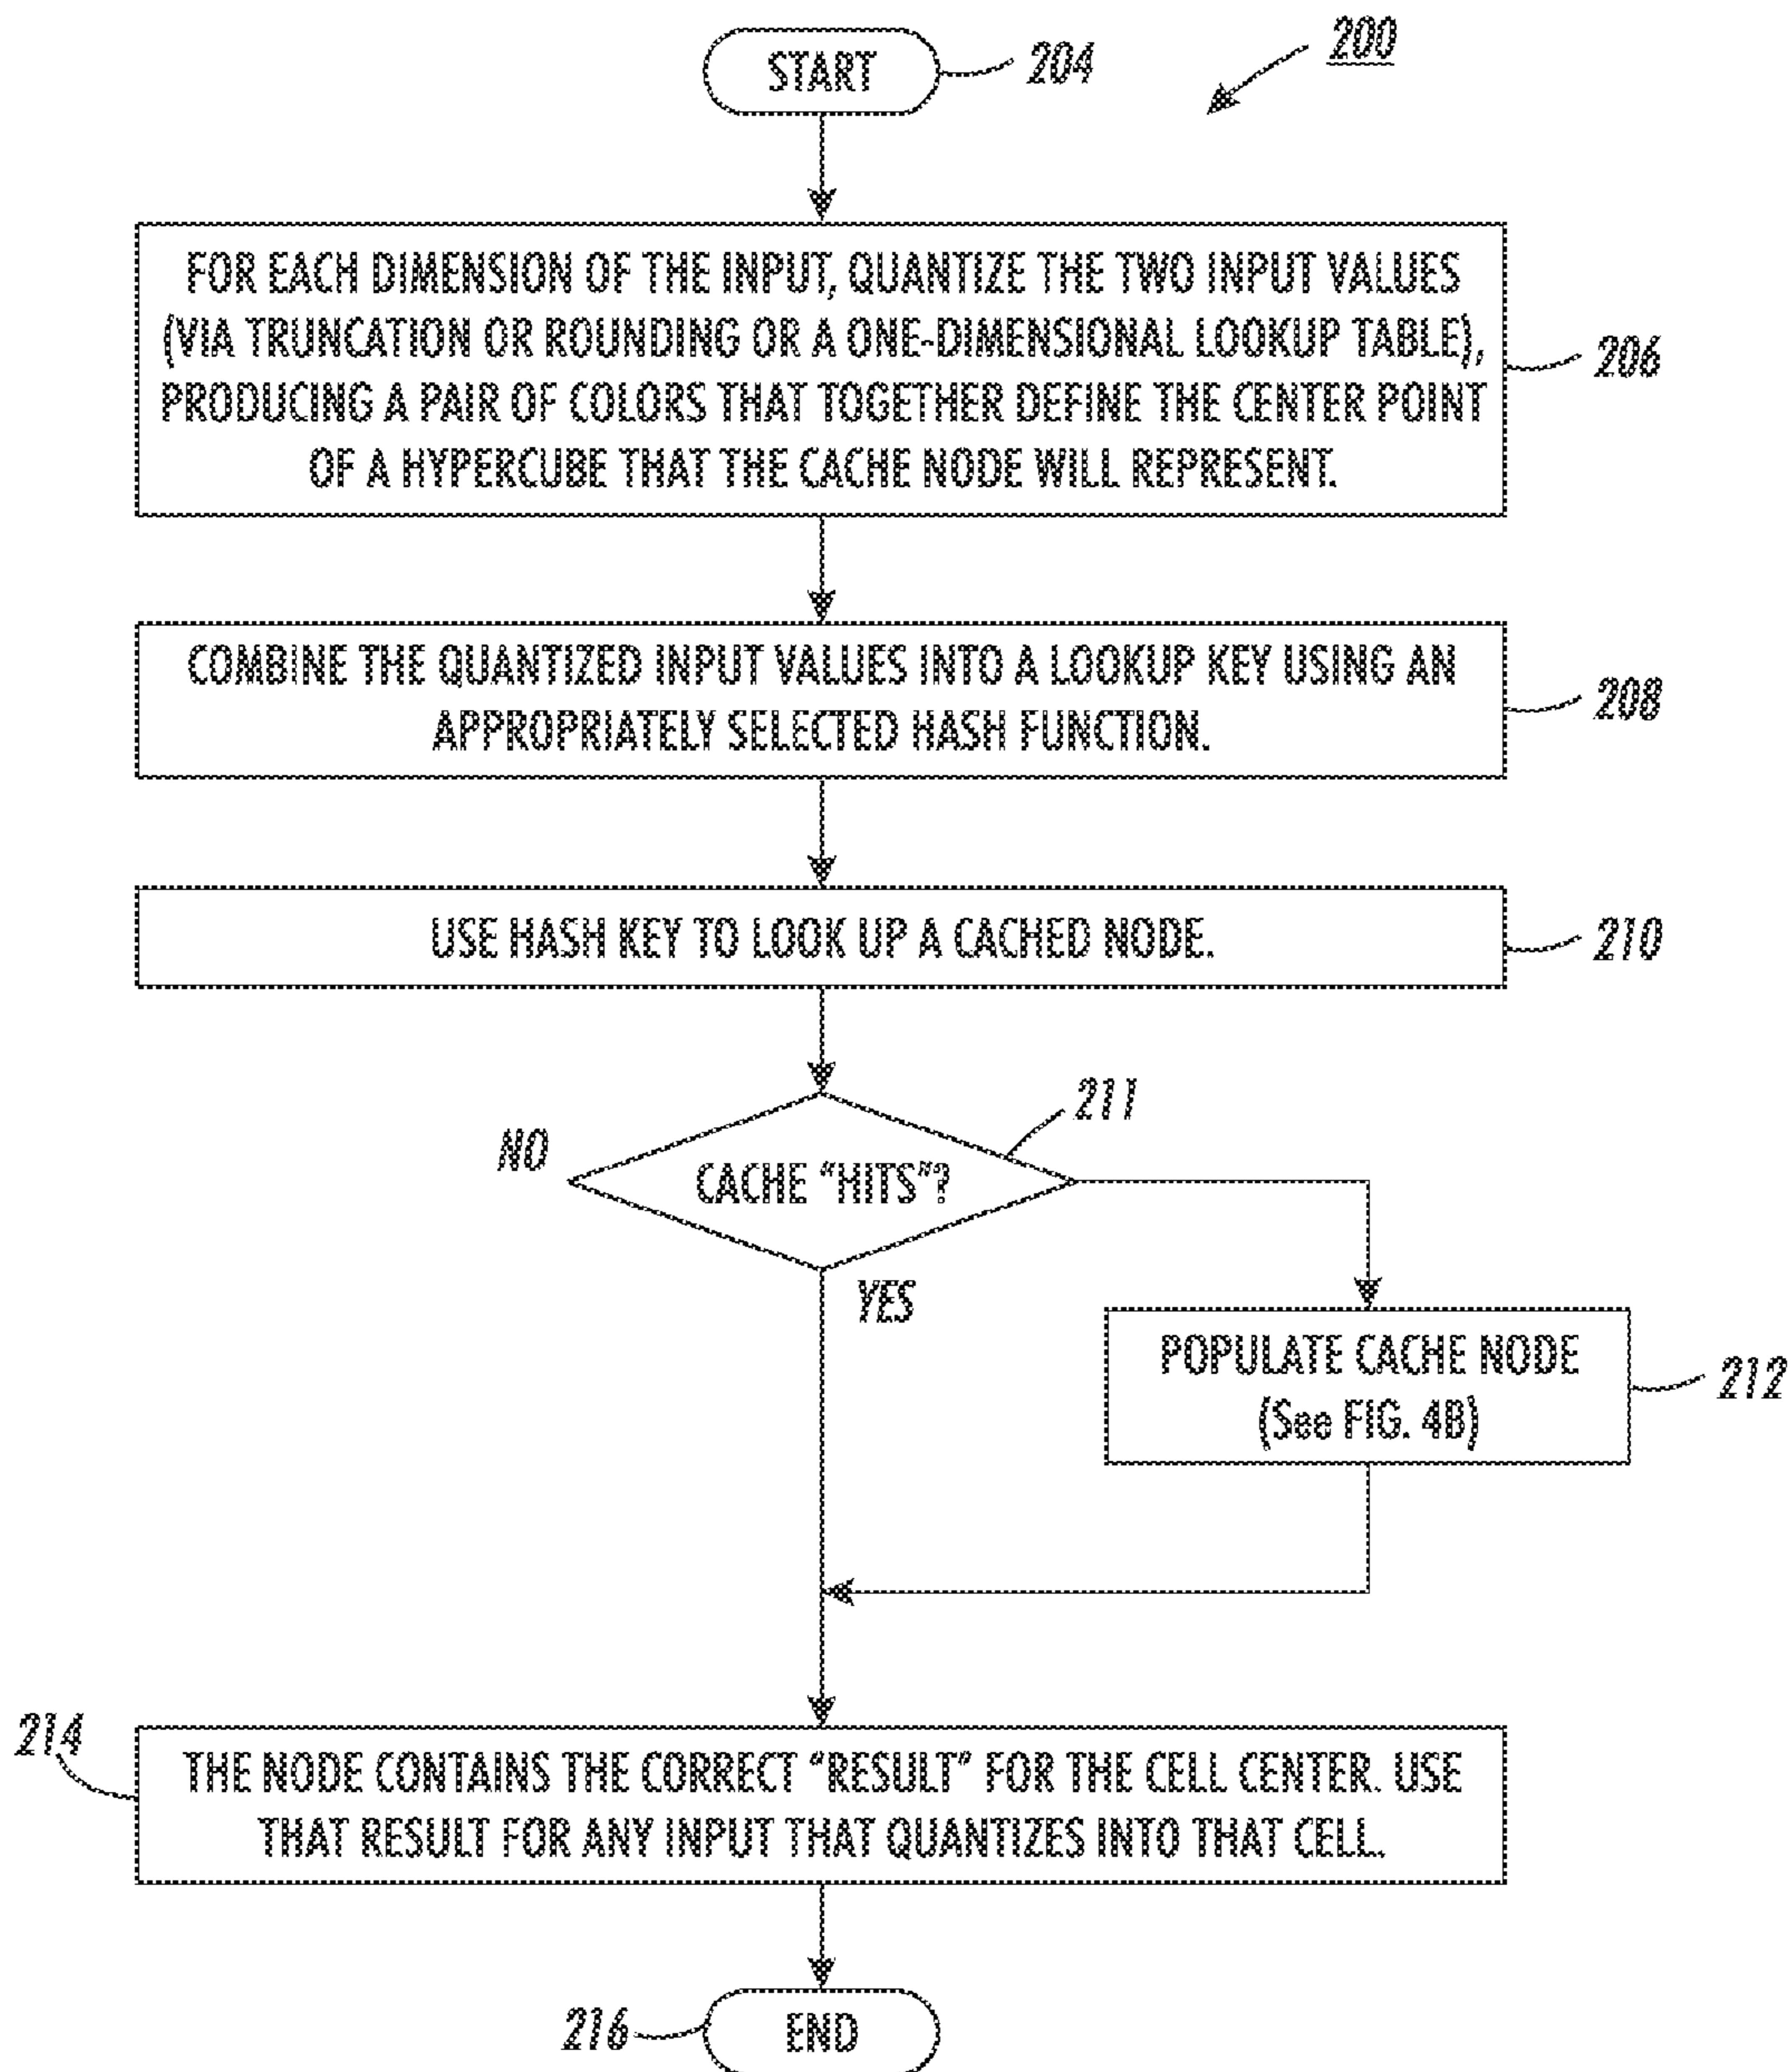 200
START
204
FOR EACH DIMENSION OF THE INPUT, QUANTIZE THE TWO INPUT VALUES
(VIA TRUNCATION OR ROUNDING OR A ONE-DIMENSIONAL LOOKUP TABLE),
PRODUCING A PAIR OF COLORS THAT TOGETHER DEFINE THE CENTER POINT
OF A HYPERCUBE THAT THE CACHE NODE WILL REPRESENT.
206
COMBINE THE QUANTIZED INPUT VALUES INTO A LOOKUP KEY USING AN
APPROPRIATELY SELECTED HASH FUNCTION.
208
USE HASH KEY TO LOOK UP A CACHED NODE.
210
211
NO
CACHE “HITS”?
YES
POPULATE CACHE NODE
(See FIG. 4B)
212
214
THE NODE CONTAINS THE CORRECT “RESULT” FOR THE CELL CENTER. USE
THAT RESULT FOR ANY INPUT THAT QUANTIZES INTO THAT CELL.
216
END